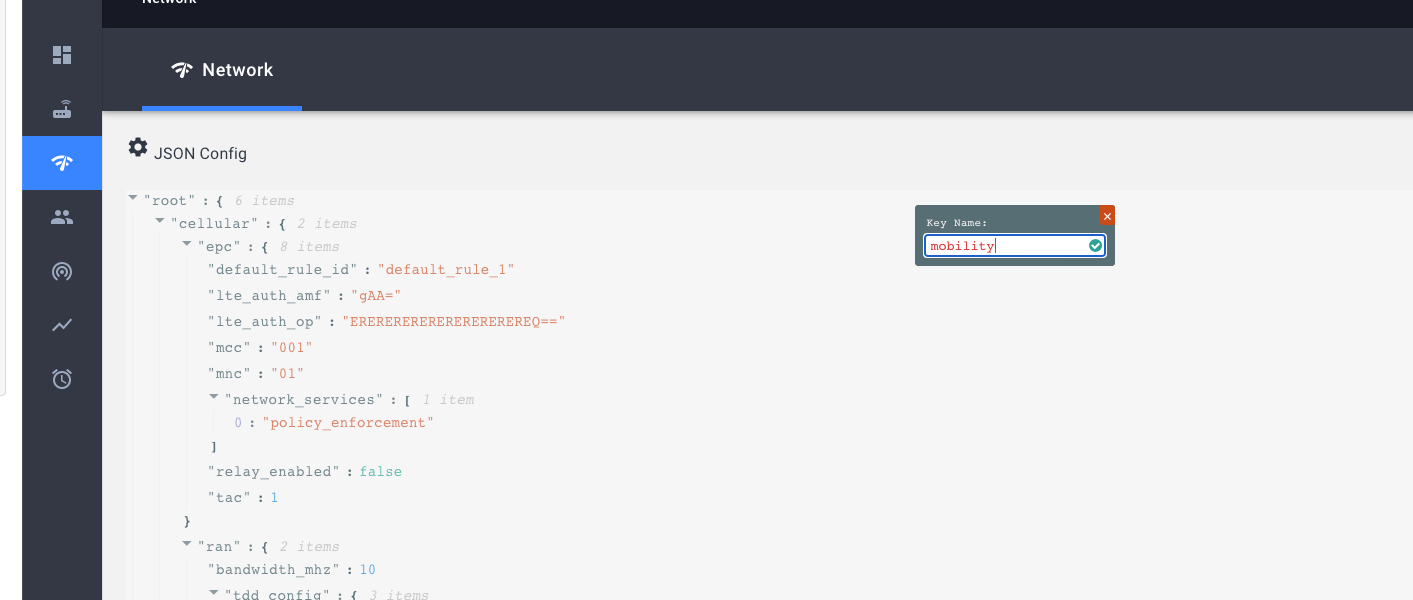 Network
Network
JSON Config
"root" : { 6 items
"cellular" : { 2 items
"epc" : { 8 items
"default_rule_id" : "default_rule_1"
"lte_auth_amf" : "gAA="
"lte_auth_op" : "EREREREREREREREREREREQ=="
"mcc" : "001"
"mnc" : "01"
"network_services" : [ 1 item
0 : "policy_enforcement"
]
"relay_enabled" : false
"tac" : 1
}
"ran" : { 2 items
"bandwidth_mhz" : 10
"tdd_config" : { 3 items
Key Name:
mobility